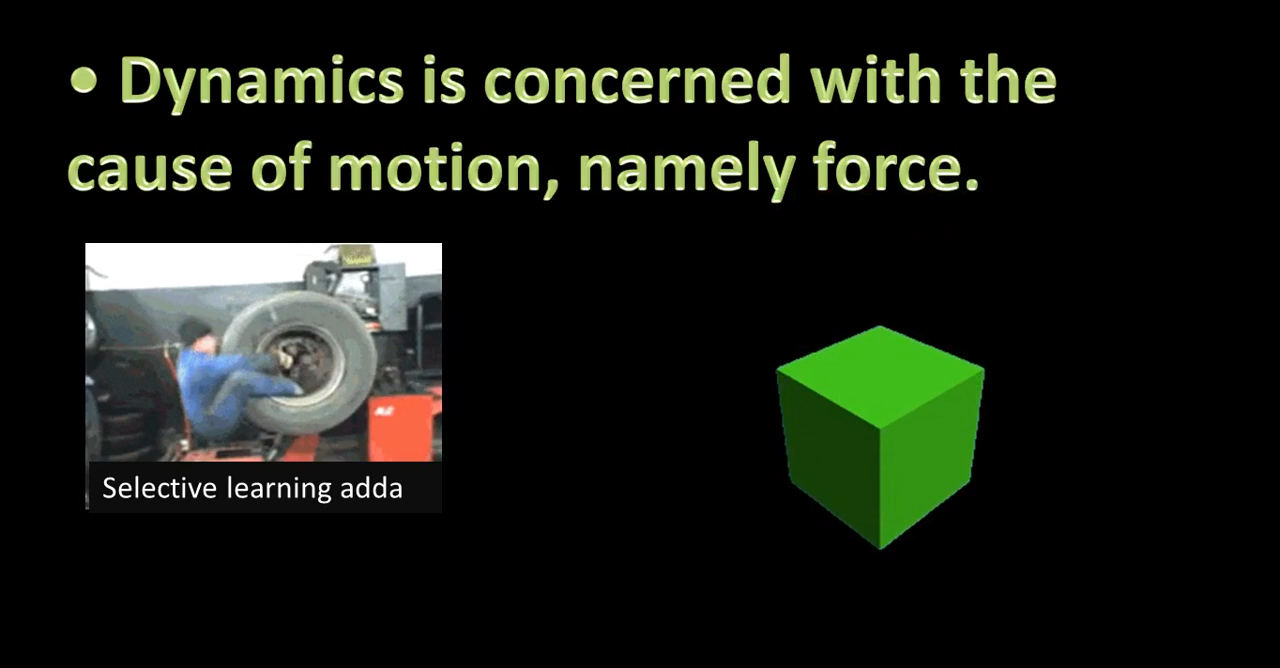 • Dynamics is concerned with the
cause of motion, namely force.
Selective learning adda